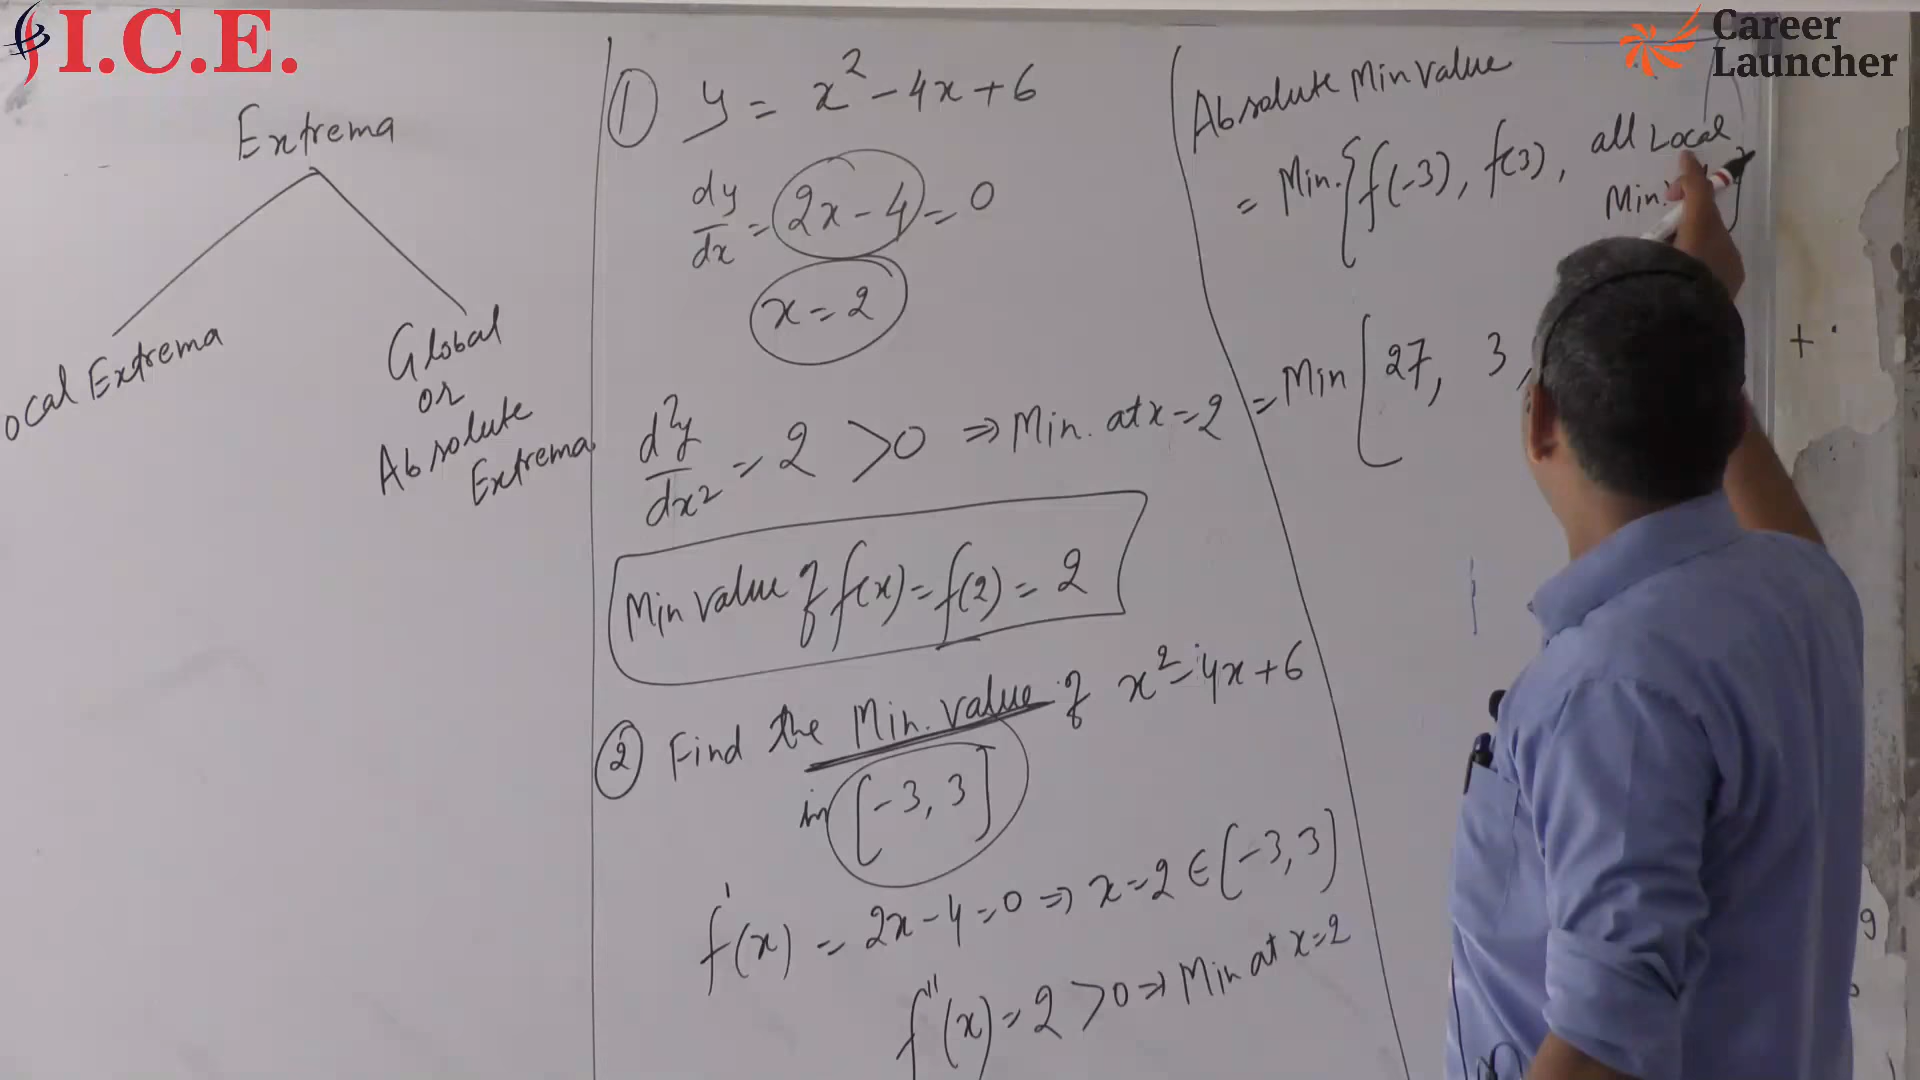 I.C.E.
Career
Launcher
Extrema
ocal Extrema
Global
or
Absolute
Extrema
① y = x² - 4x + 6
dy/dx = 2x - 4 = 0
x = 2
d²y/dx² = 2 > 0 ⇒ Min. at x = 2
Min value of f(x) = f(2) = 2
② Find the Min. value of x² - 4x + 6
in [-3, 3]
f'(x) = 2x - 4 = 0 ⇒ x = 2 ∈ [-3, 3]
f''(x) = 2 > 0 ⇒ Min at x = 2
Absolute Min value
= Min. { f(-3), f(3), all Local
Min.
= Min [ 27, 3,
+
9